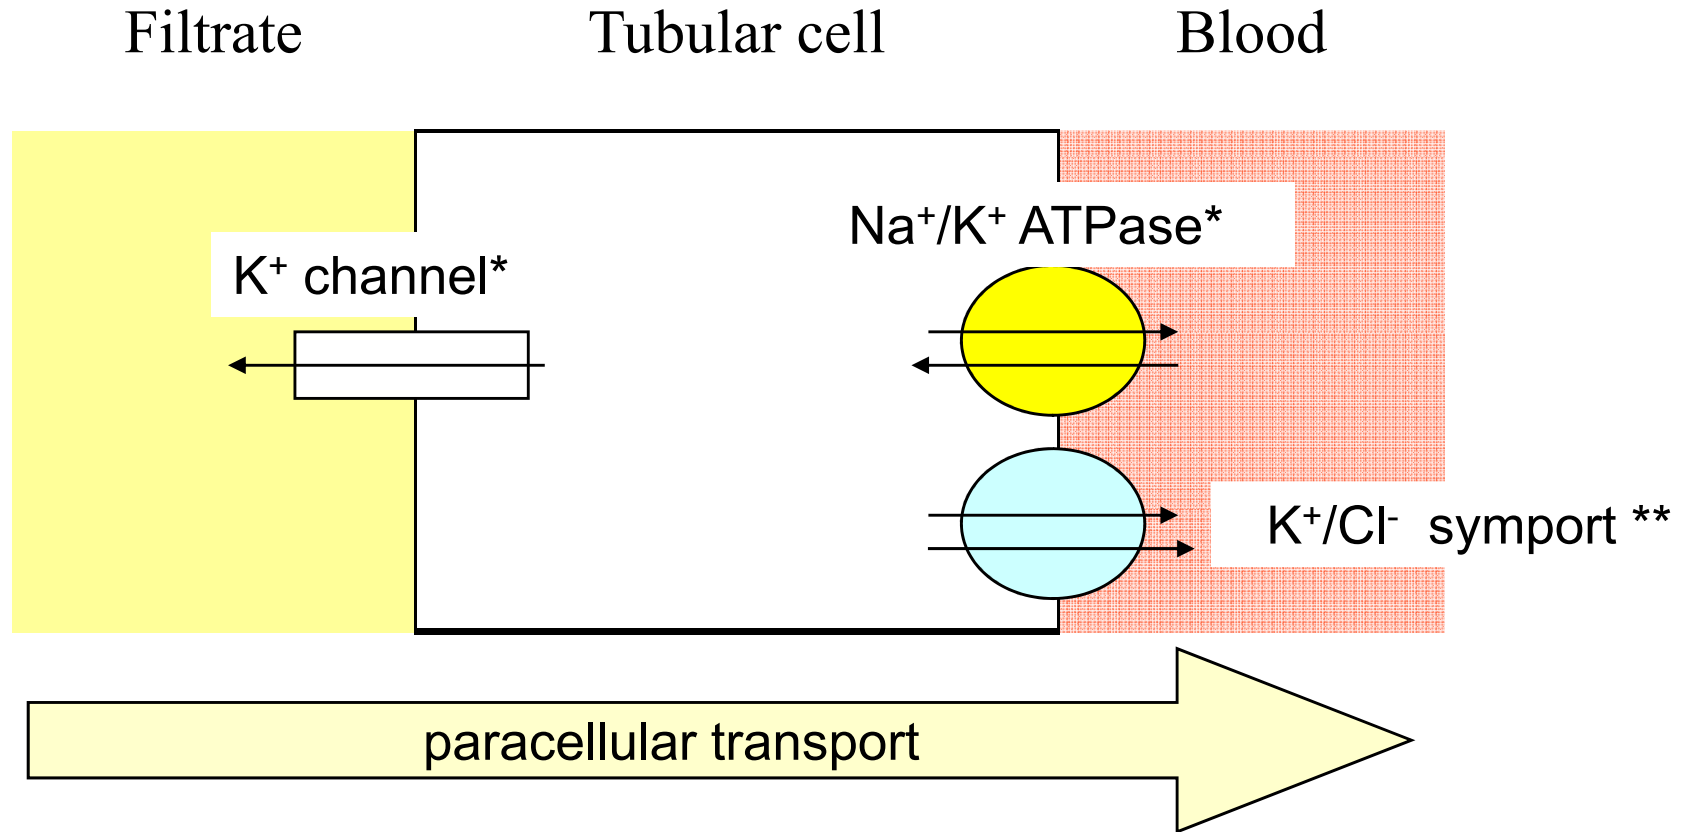 Filtrate Tubular cell Blood
Na⁺/K⁺ ATPase*
K⁺ channel*
K⁺/Cl⁻ symport **
paracellular transport